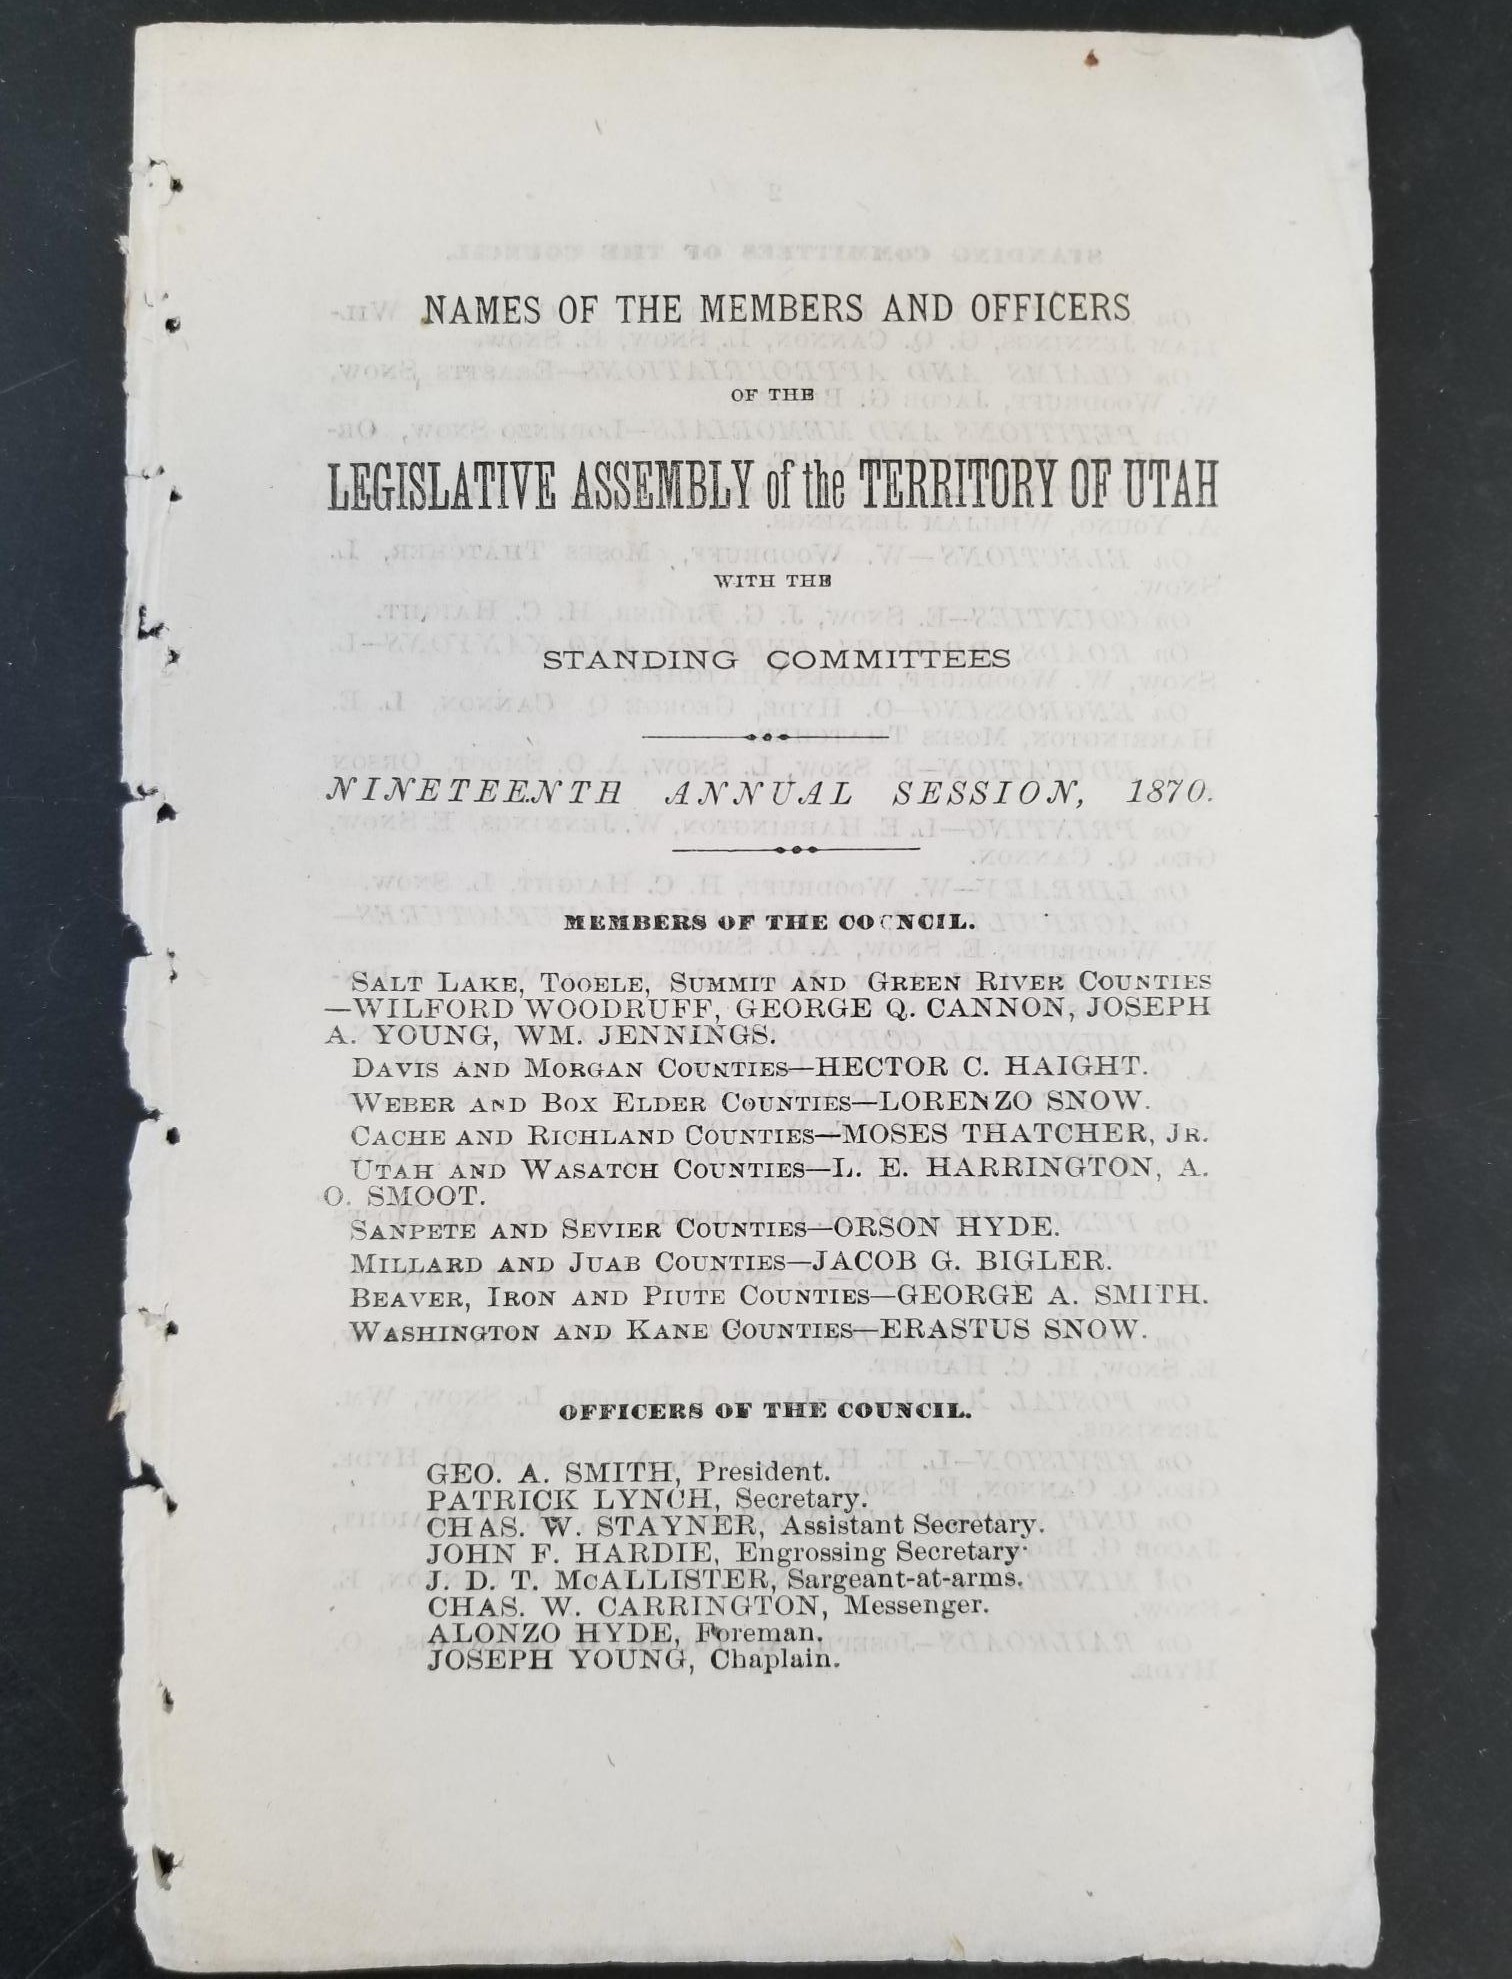 NAMES OF THE MEMBERS AND OFFICERS
OF THE
LEGISLATIVE ASSEMBLY of the TERRITORY OF UTAH
WITH THE
STANDING COMMITTEES
NINETEENTH ANNUAL SESSION, 1870.
MEMBERS OF THE COUNCIL.
SALT LAKE, TOOELE, SUMMIT AND GREEN RIVER COUNTIES
—WILFORD WOODRUFF, GEORGE Q. CANNON, JOSEPH
A. YOUNG, WM. JENNINGS.
DAVIS AND MORGAN COUNTIES—HECTOR C. HAIGHT.
WEBER AND BOX ELDER COUNTIES—LORENZO SNOW.
CACHE AND RICHLAND COUNTIES—MOSES THATCHER, JR.
UTAH AND WASATCH COUNTIES—L. E. HARRINGTON, A.
O. SMOOT.
SANPETE AND SEVIER COUNTIES—ORSON HYDE.
MILLARD AND JUAB COUNTIES—JACOB G. BIGLER.
BEAVER, IRON AND PIUTE COUNTIES—GEORGE A. SMITH.
WASHINGTON AND KANE COUNTIES—ERASTUS SNOW.
OFFICERS OF THE COUNCIL.
GEO. A. SMITH, President.
PATRICK LYNCH, Secretary.
CHAS. W. STAYNER, Assistant Secretary.
JOHN F. HARDIE, Engrossing Secretary·
J. D. T. McALLISTER, Sargeant-at-arms.
CHAS. W. CARRINGTON, Messenger.
ALONZO HYDE, Foreman.
JOSEPH YOUNG, Chaplain.